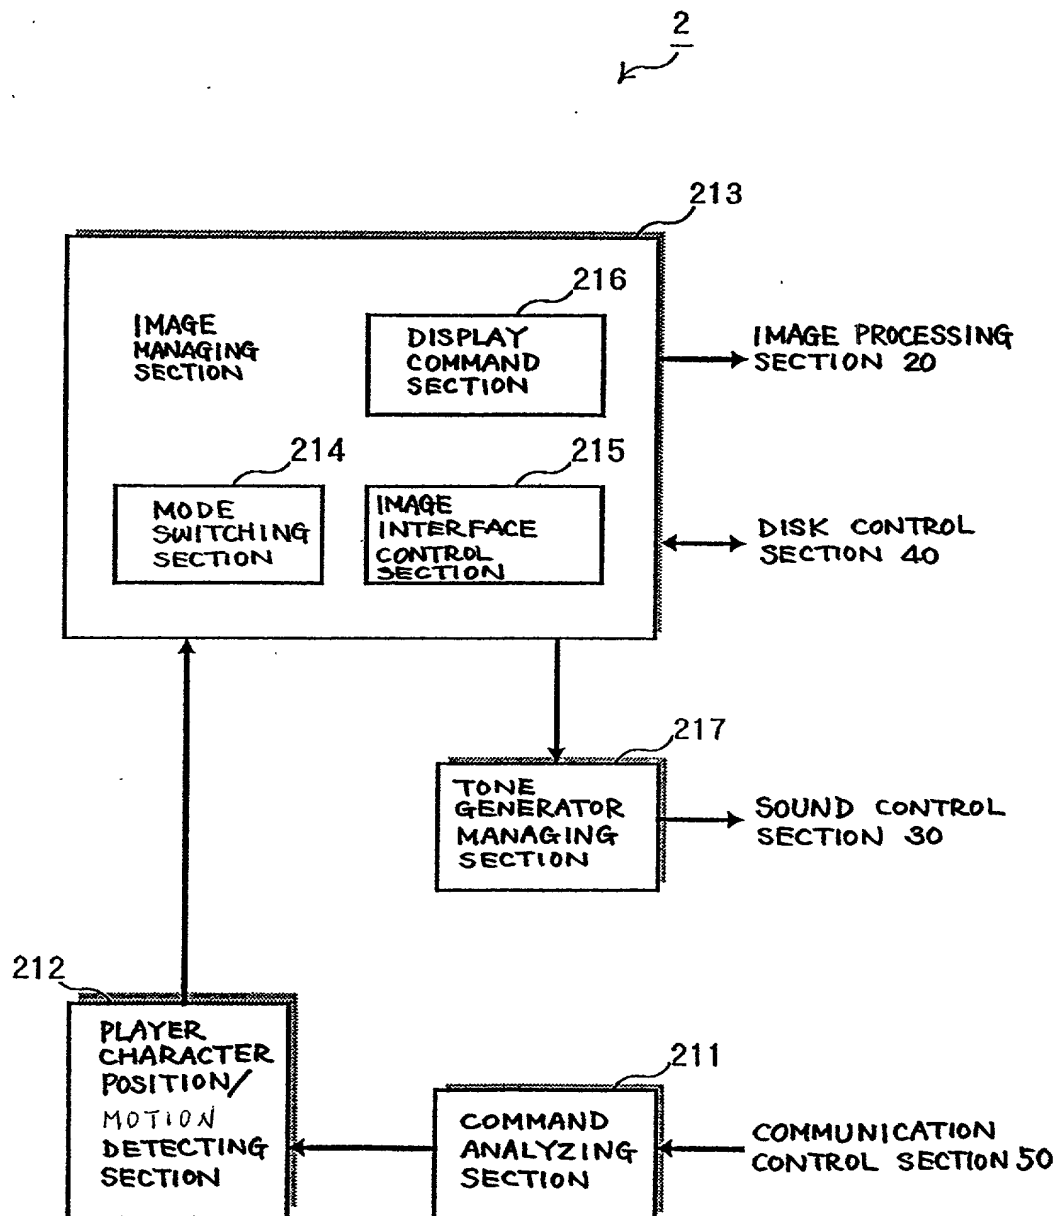 2
213
216
IMAGE
MANAGING
SECTION
DISPLAY
COMMAND
SECTION
IMAGE PROCESSING
SECTION 20
214
215
MODE
SWITCHING
SECTION
IMAGE
INTERFACE
CONTROL
SECTION
DISK CONTROL
SECTION 40
217
TONE
GENERATOR
MANAGING
SECTION
SOUND CONTROL
SECTION 30
212
PLAYER
CHARACTER
POSITION/
MOTION
DETECTING
SECTION
211
COMMAND
ANALYZING
SECTION
COMMUNICATION
CONTROL SECTION 50